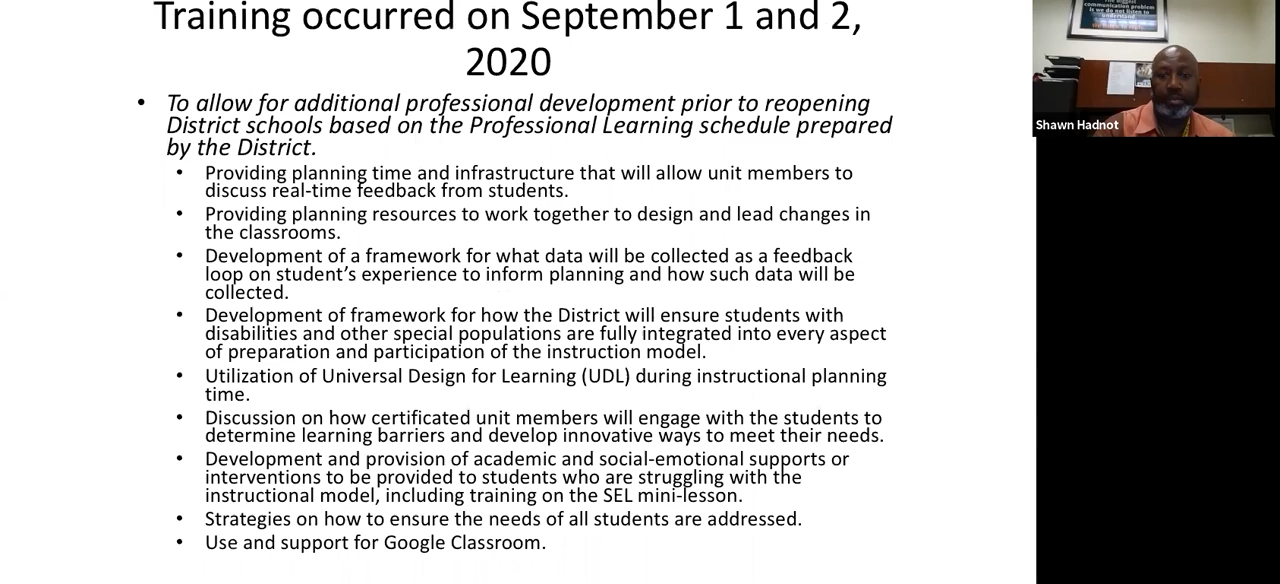 Training occurred on September 1 and 2,
2020
• To allow for additional professional development prior to reopening
District schools based on the Professional Learning schedule prepared
by the District.
• Providing planning time and infrastructure that will allow unit members to
discuss real-time feedback from students.
• Providing planning resources to work together to design and lead changes in
the classrooms.
• Development of a framework for what data will be collected as a feedback
loop on student’s experience to inform planning and how such data will be
collected.
• Development of framework for how the District will ensure students with
disabilities and other special populations are fully integrated into every aspect
of preparation and participation of the instruction model.
• Utilization of Universal Design for Learning (UDL) during instructional planning
time.
• Discussion on how certificated unit members will engage with the students to
determine learning barriers and develop innovative ways to meet their needs.
• Development and provision of academic and social-emotional supports or
interventions to be provided to students who are struggling with the
instructional model, including training on the SEL mini-lesson.
• Strategies on how to ensure the needs of all students are addressed.
• Use and support for Google Classroom.
communication problem
is we do not listen to
understand.
Shawn Hadnot